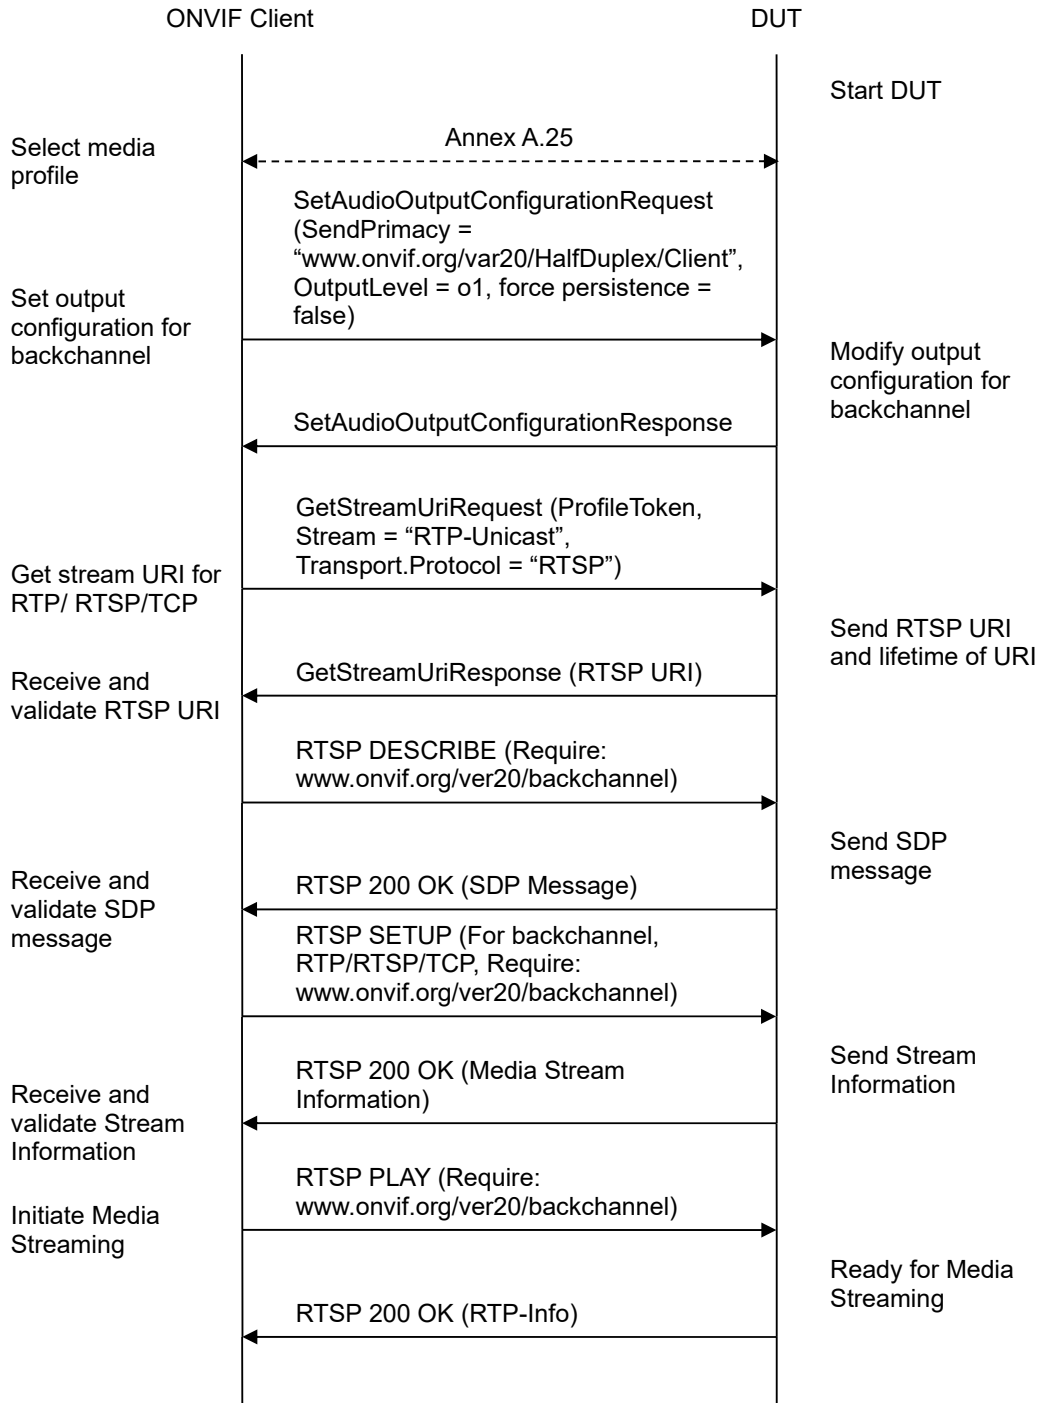 ONVIF Client
DUT
Start DUT
Annex A.25
Select media
profile
SetAudioOutputConfigurationRequest
(SendPrimacy =
“www.onvif.org/var20/HalfDuplex/Client”,
OutputLevel = o1, force persistence =
false)
Set output
configuration for
backchannel
Modify output
configuration for
backchannel
SetAudioOutputConfigurationResponse
GetStreamUriRequest (ProfileToken,
Stream = “RTP-Unicast”,
Transport.Protocol = “RTSP”)
Get stream URI for
RTP/ RTSP/TCP
Send RTSP URI
and lifetime of URI
GetStreamUriResponse (RTSP URI)
Receive and
validate RTSP URI
RTSP DESCRIBE (Require:
www.onvif.org/ver20/backchannel)
Send SDP
message
RTSP 200 OK (SDP Message)
Receive and
validate SDP
message
RTSP SETUP (For backchannel,
RTP/RTSP/TCP, Require:
www.onvif.org/ver20/backchannel)
Send Stream
Information
RTSP 200 OK (Media Stream
Information)
Receive and
validate Stream
Information
RTSP PLAY (Require:
www.onvif.org/ver20/backchannel)
Initiate Media
Streaming
Ready for Media
Streaming
RTSP 200 OK (RTP-Info)